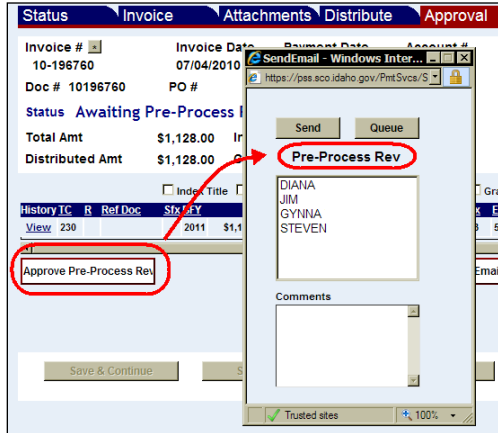 Status Invoice Attachments Distribute Approval
Invoice # Invoice Date Payment Date Account #
10-196760 07/04/2010
Doc # 10196760 PO #
Status Awaiting Pre-Process
Total Amt $1,128.00
Distributed Amt $1,128.00
Index Title
History TC R Ref Doc Sfx FY
View 230 2011
Approve Pre-Process Rev
Save & Continue
SendEmail - Windows Inter...
https://pss.sco.idaho.gov/PmtSvcs/S
Send Queue
Pre-Process Rev
DIANA
JIM
GYNNA
STEVEN
Comments
Trusted sites 100%